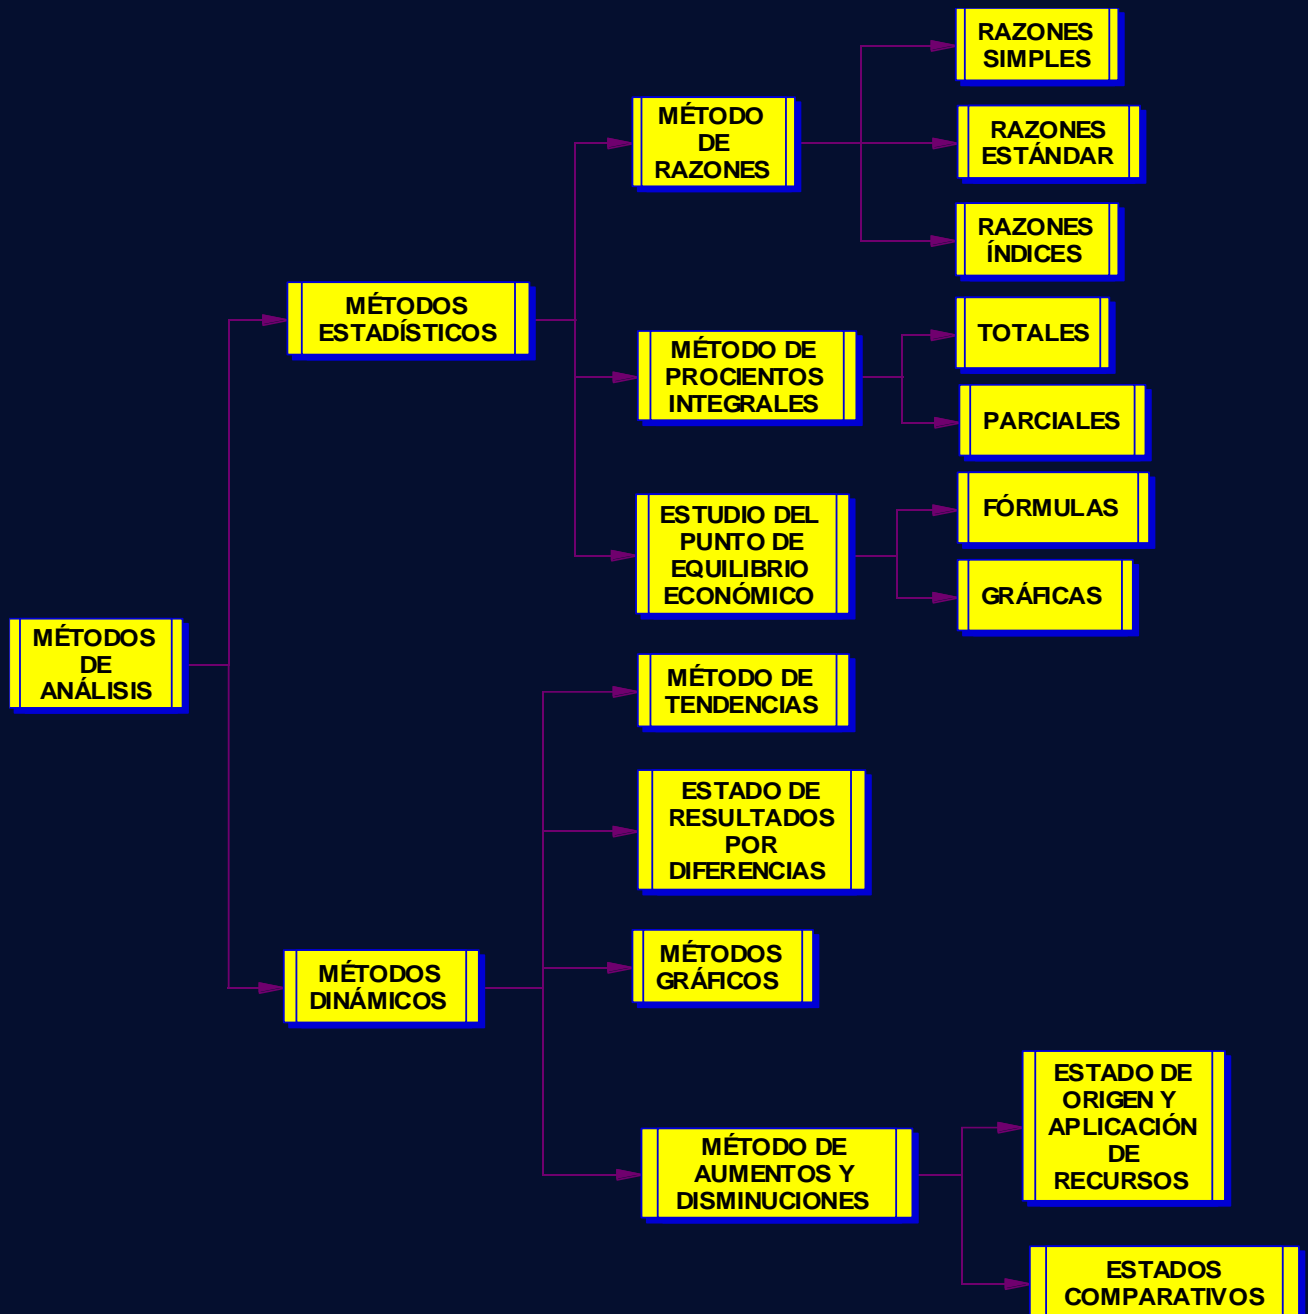 RAZONES
SIMPLES
MÉTODO
DE
RAZONES
RAZONES
ESTÁNDAR
RAZONES
ÍNDICES
MÉTODOS
ESTADÍSTICOS
MÉTODO DE
PROCIENTOS
INTEGRALES
TOTALES
PARCIALES
ESTUDIO DEL
PUNTO DE
EQUILIBRIO
ECONÓMICO
FÓRMULAS
GRÁFICAS
MÉTODOS
DE
ANÁLISIS
MÉTODO DE
TENDENCIAS
ESTADO DE
RESULTADOS
POR
DIFERENCIAS
MÉTODOS
DINÁMICOS
MÉTODOS
GRÁFICOS
MÉTODO DE
AUMENTOS Y
DISMINUCIONES
ESTADO DE
ORIGEN Y
APLICACIÓN
DE
RECURSOS
ESTADOS
COMPARATIVOS